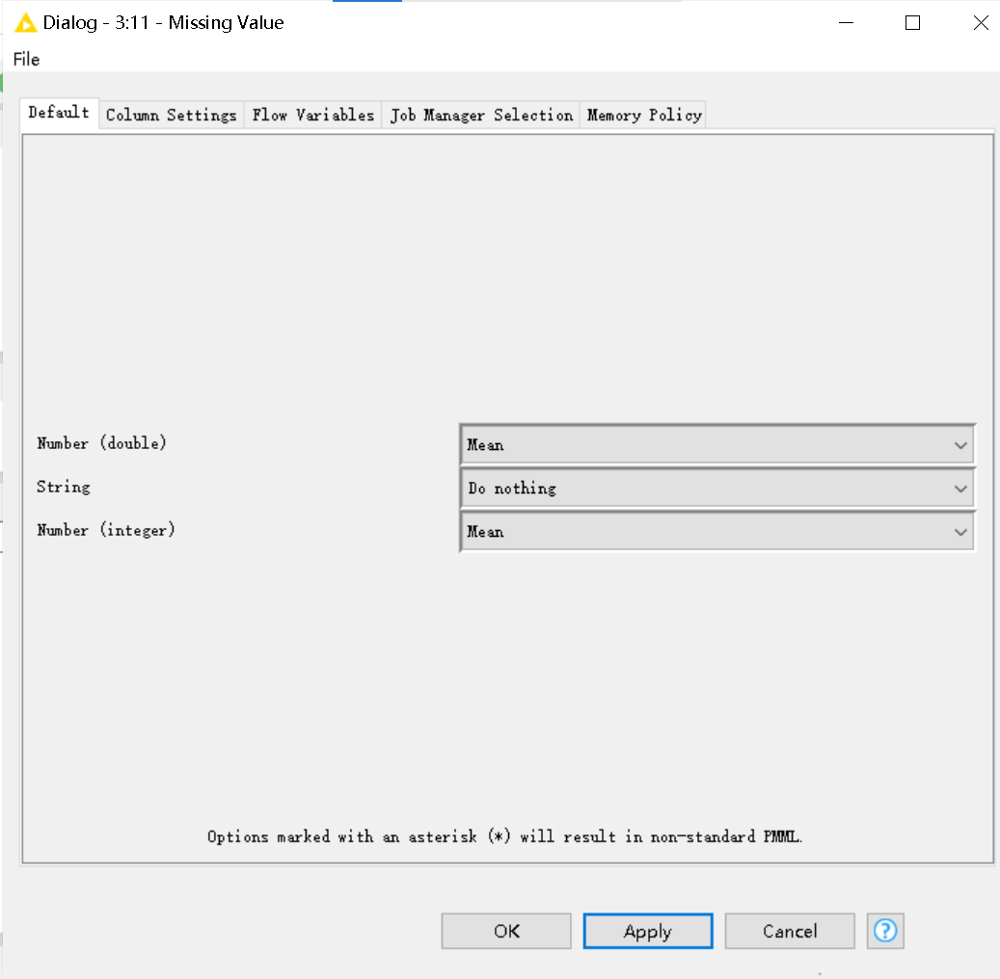 Dialog - 3:11 - Missing Value
File
Default Column Settings Flow Variables Job Manager Selection Memory Policy
Number (double) Mean
String Do nothing
Number (integer) Mean
Options marked with an asterisk (*) will result in non-standard PMML.
OK Apply Cancel ?